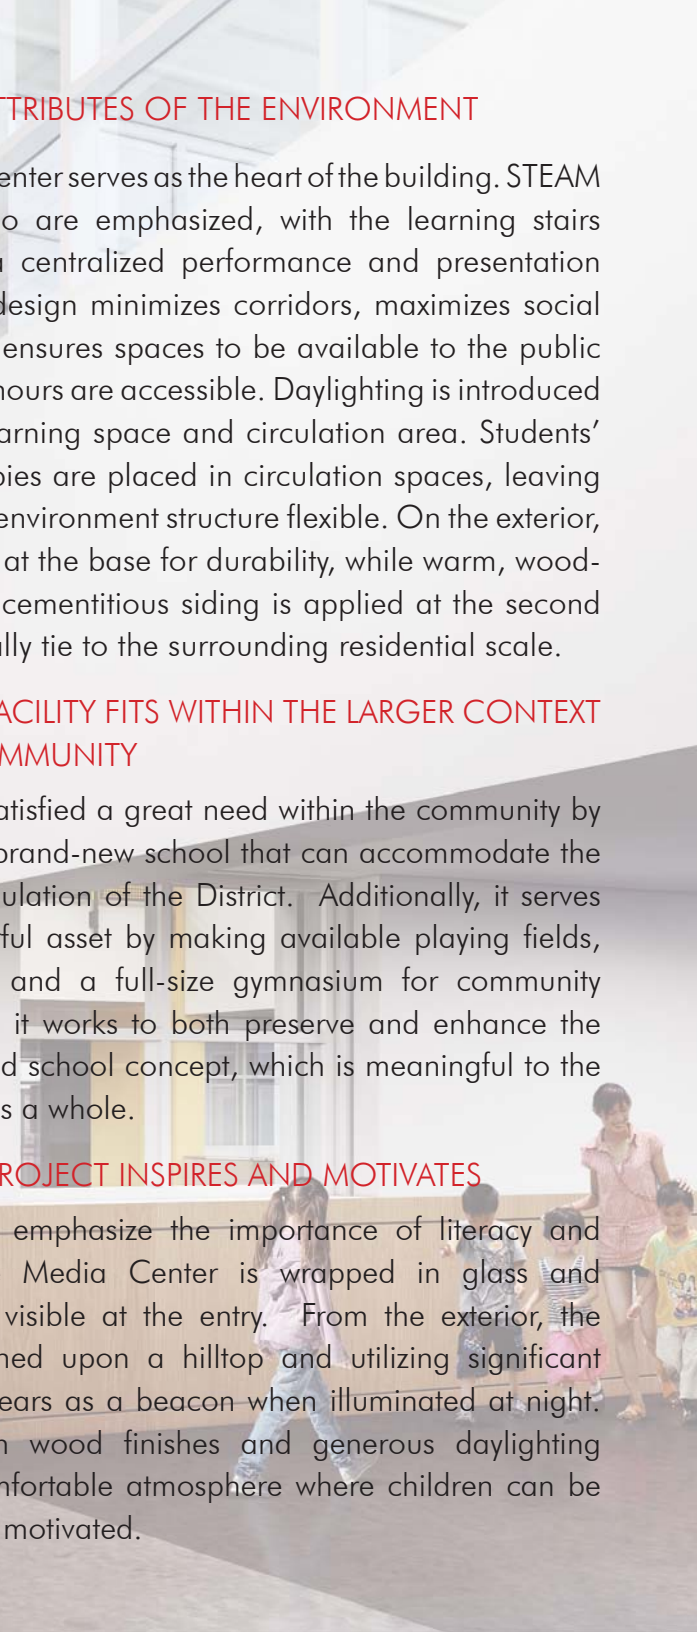 TTRIBUTES OF THE ENVIRONMENT
enter serves as the heart of the building. STEAM
o are emphasized, with the learning stairs
centralized performance and presentation
design minimizes corridors, maximizes social
ensures spaces to be available to the public
hours are accessible. Daylighting is introduced
arning space and circulation area. Students’
bies are placed in circulation spaces, leaving
environment structure flexible. On the exterior,
at the base for durability, while warm, wood-
cementitious siding is applied at the second
ally tie to the surrounding residential scale.
ACILITY FITS WITHIN THE LARGER CONTEXT
MMUNITY
atisfied a great need within the community by
brand-new school that can accommodate the
ulation of the District. Additionally, it serves
ful asset by making available playing fields,
and a full-size gymnasium for community
it works to both preserve and enhance the
d school concept, which is meaningful to the
s a whole.
ROJECT INSPIRES AND MOTIVATES
emphasize the importance of literacy and
Media Center is wrapped in glass and
visible at the entry. From the exterior, the
ned upon a hilltop and utilizing significant
ears as a beacon when illuminated at night.
wood finishes and generous daylighting
mfortable atmosphere where children can be
motivated.